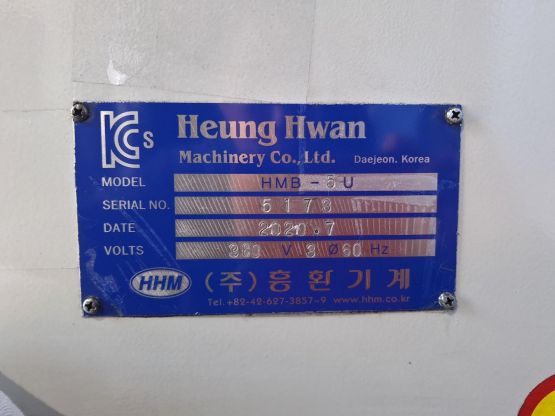 KCs
Heung Hwan
Machinery Co., Ltd. Daejeon. Korea
MODEL HMB - 5 U
SERIAL NO. 5173
DATE 2020.7
VOLTS 380 V 3 Ø 60 Hz
HHM (주) 흥환기계
Tel. +82-42-627-3857~9 www.hhm.co.kr